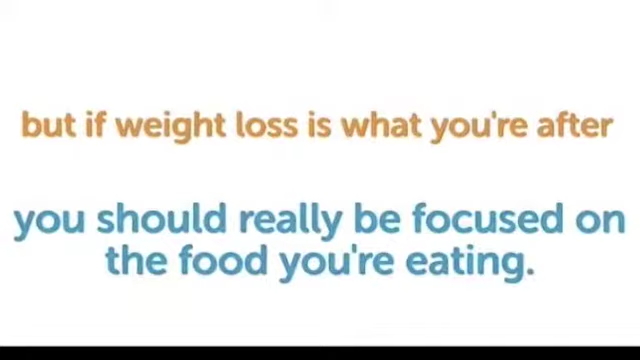 but if weight loss is what you're after
you should really be focused on
the food you're eating.